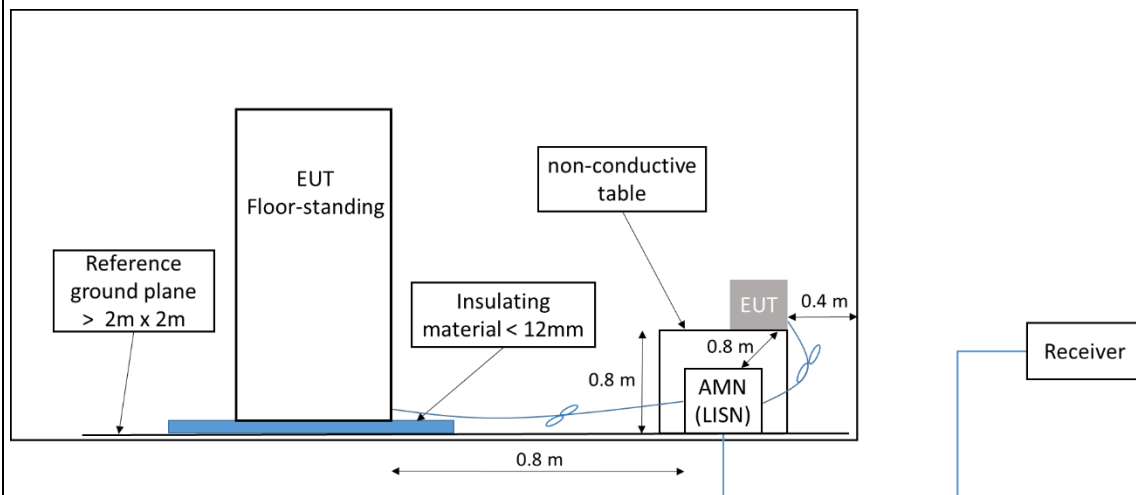 EUT
Floor-standing
non-conductive
table
Reference
ground plane
> 2m x 2m
Insulating
material < 12mm
EUT
0.4 m
0.8 m
0.8 m
AMN
(LISN)
Receiver
0.8 m